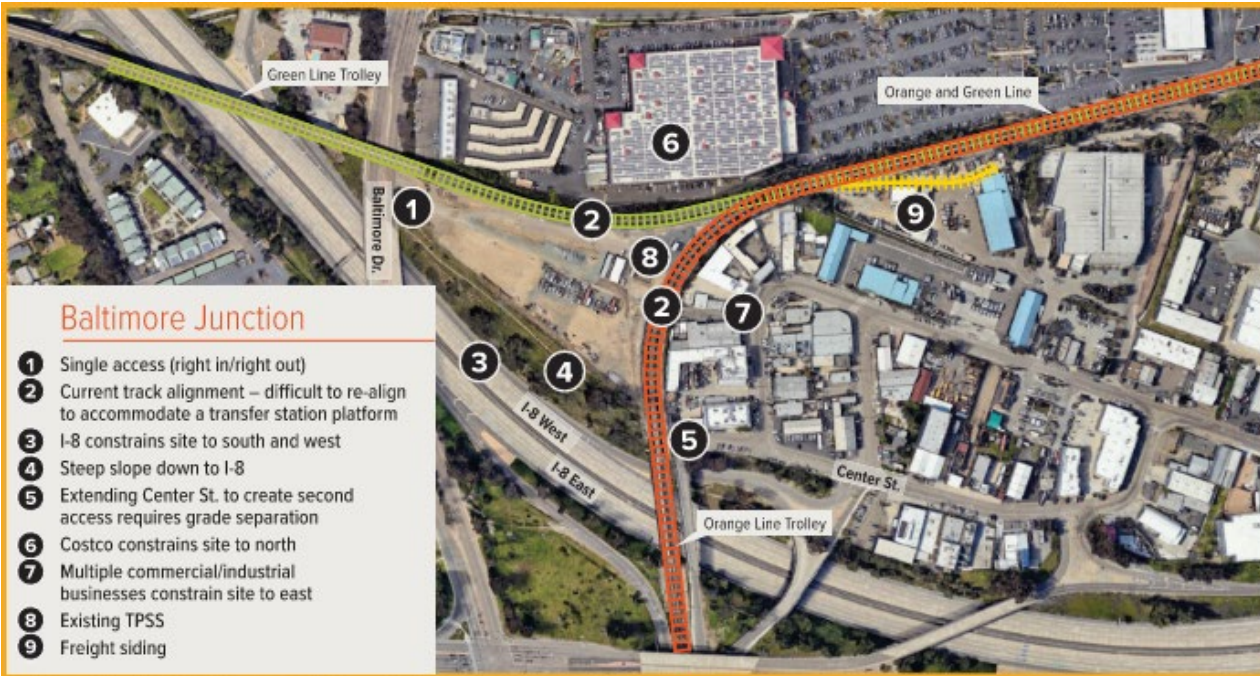 Green Line Trolley
Orange and Green Line
6
Baltimore Dr.
1
2
9
8
2
7
3
4
I-8 West
I-8 East
5
Center St.
Orange Line Trolley
Baltimore Junction
1 Single access (right in/right out)
2 Current track alignment – difficult to re-align
to accommodate a transfer station platform
3 I-8 constrains site to south and west
4 Steep slope down to I-8
5 Extending Center St. to create second
access requires grade separation
6 Costco constrains site to north
7 Multiple commercial/industrial
businesses constrain site to east
8 Existing TPSS
9 Freight siding